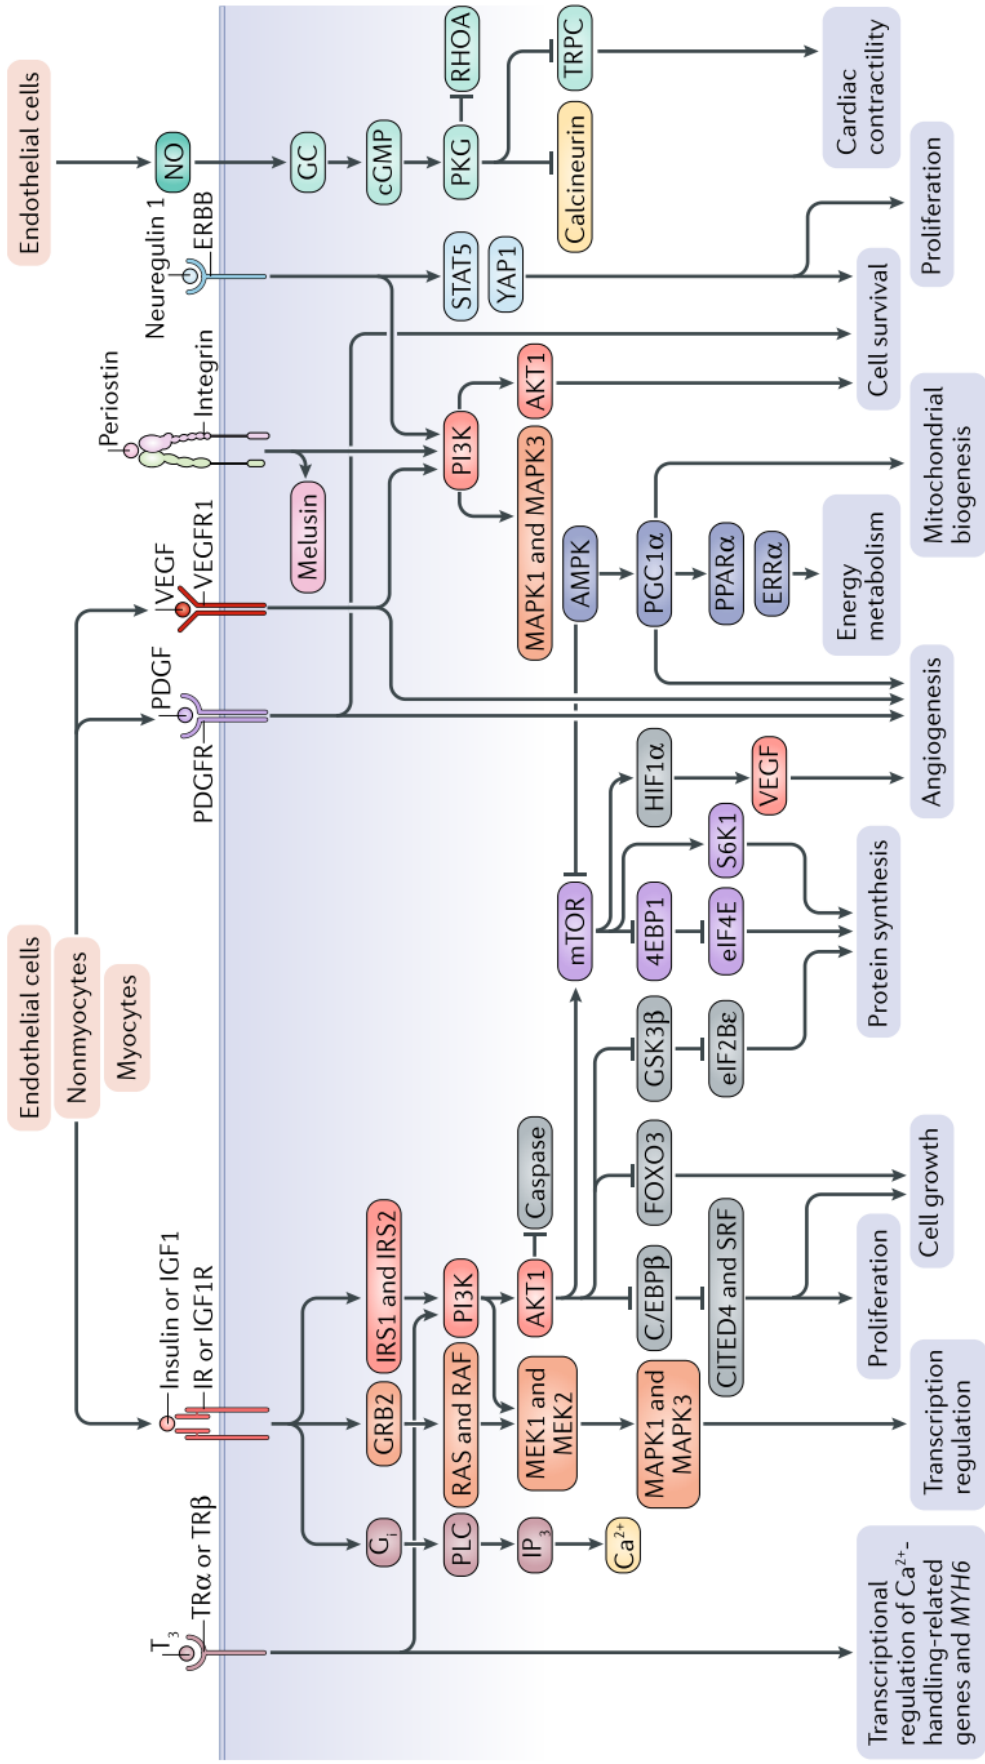 Endothelial cells
Nonmyocytes
Myocytes
Endothelial cells
T3
TRα or TRβ
Insulin or IGF1
IR or IGF1R
PDGF
PDGFR
VEGF
VEGFR1
Periostin
Integrin
Neuregulin 1
ERBB
NO
Gi
GRB2
IRS1 and IRS2
Melusin
GC
cGMP
PLC
RAS and RAF
PI3K
PI3K
STAT5
YAP1
PKG
RHOA
IP3
MEK1 and
MEK2
AKT1
Caspase
mTOR
AMPK
MAPK1 and MAPK3
AKT1
Calcineurin
TRPC
Ca2+
MAPK1 and
MAPK3
C/EBPβ
FOXO3
GSK3β
4EBP1
HIF1α
PGC1α
CITED4 and SRF
eIF2Bε
eIF4E
S6K1
VEGF
PPARα
ERRα
Transcriptional
regulation of Ca2+-
handling-related
genes and MYH6
Transcription
regulation
Proliferation
Cell growth
Protein synthesis
Angiogenesis
Energy
metabolism
Mitochondrial
biogenesis
Cell survival
Proliferation
Cardiac
contractility